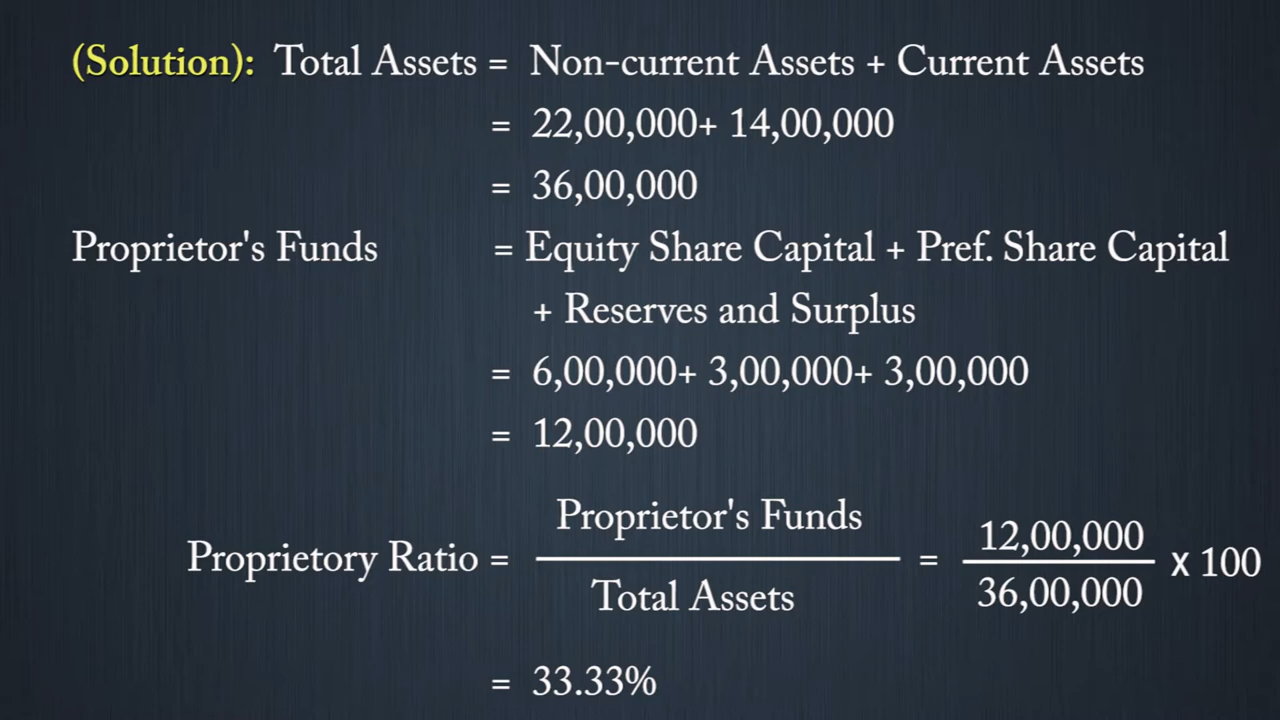 (Solution): Total Assets = Non-current Assets + Current Assets
= 22,00,000+ 14,00,000
= 36,00,000
Proprietor's Funds = Equity Share Capital + Pref. Share Capital
+ Reserves and Surplus
= 6,00,000+ 3,00,000+ 3,00,000
= 12,00,000
Proprietor's Funds
Proprietory Ratio = = 12,00,000 x 100
Total Assets 36,00,000
= 33.33%